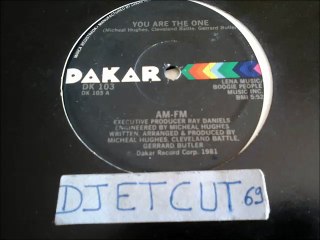 YOU ARE THE ONE
(Micheal Hughes, Cleveland Battle, Gerrard Butler)
DAKAR
DK 103
DK 103 A
LENA MUSIC/
BOOGIE PEOPLE
MUSIC INC.
BMI 5:53
AM-FM
EXECUTIVE PRODUCER RAY DANIELS
ENGINEERED BY MICHEAL HUGHES
WRITTEN, ARRANGED & PRODUCED BY
MICHEAL HUGHES, CLEVELAND BATTLE,
GERRARD BUTLER
Dakar Record Corp. 1981
DJETCUT 69